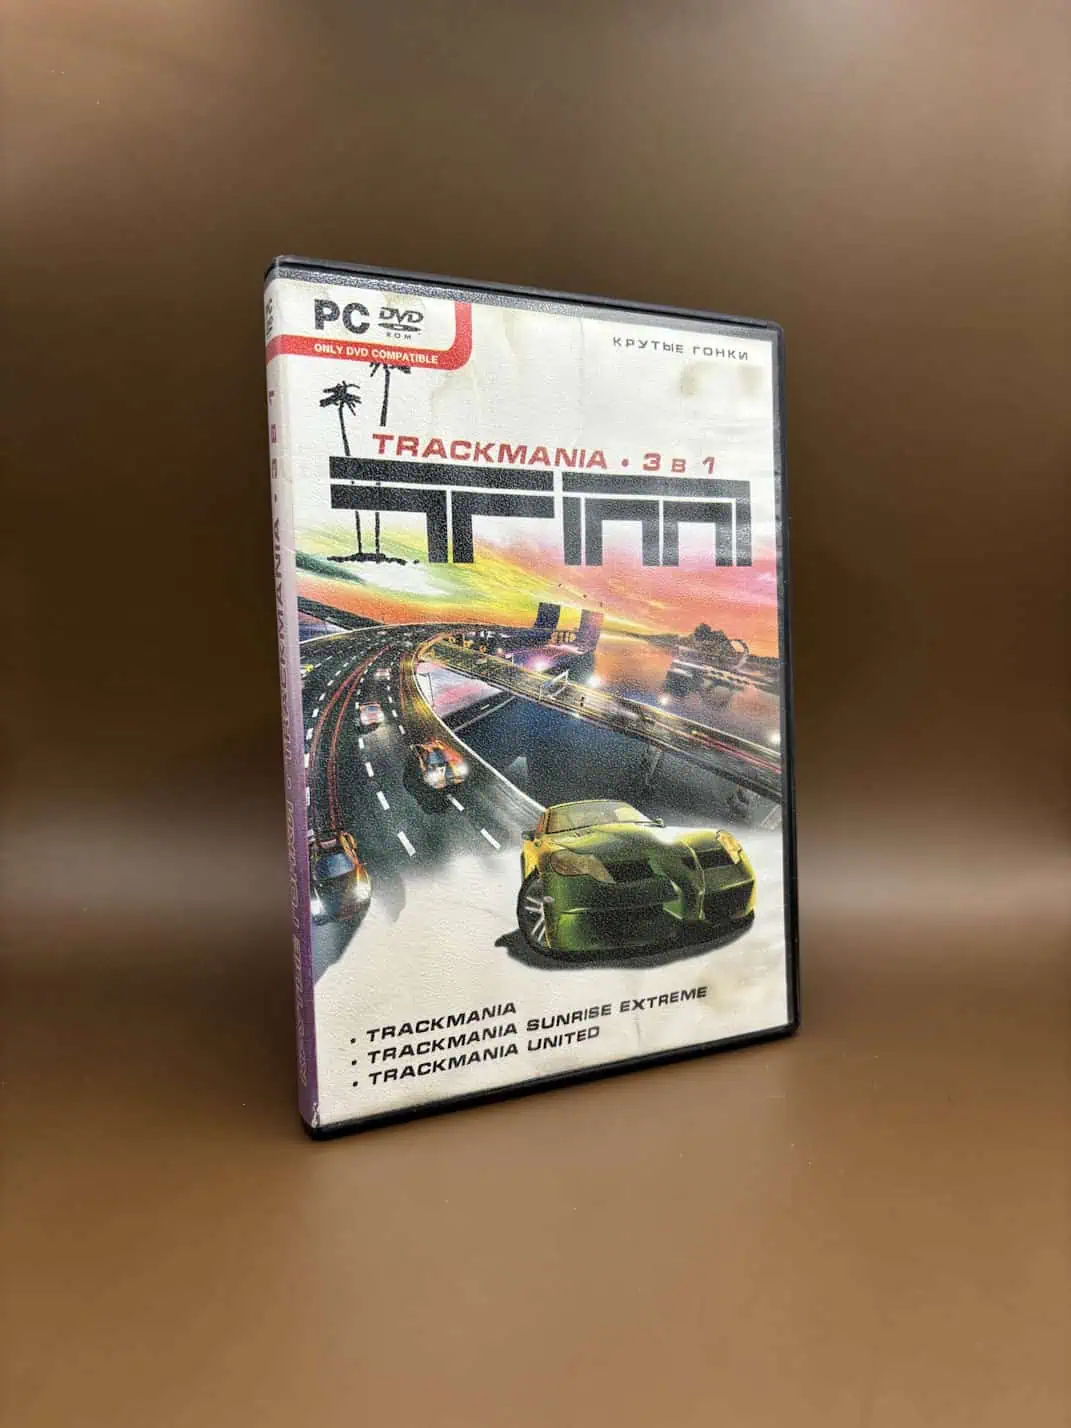 PC DVD
ROM
ONLY DVD COMPATIBLE
КРУТЫЕ ГОНКИ
TRACKMANIA • 3 В 1
TM
• TRACKMANIA
• TRACKMANIA SUNRISE EXTREME
• TRACKMANIA UNITED